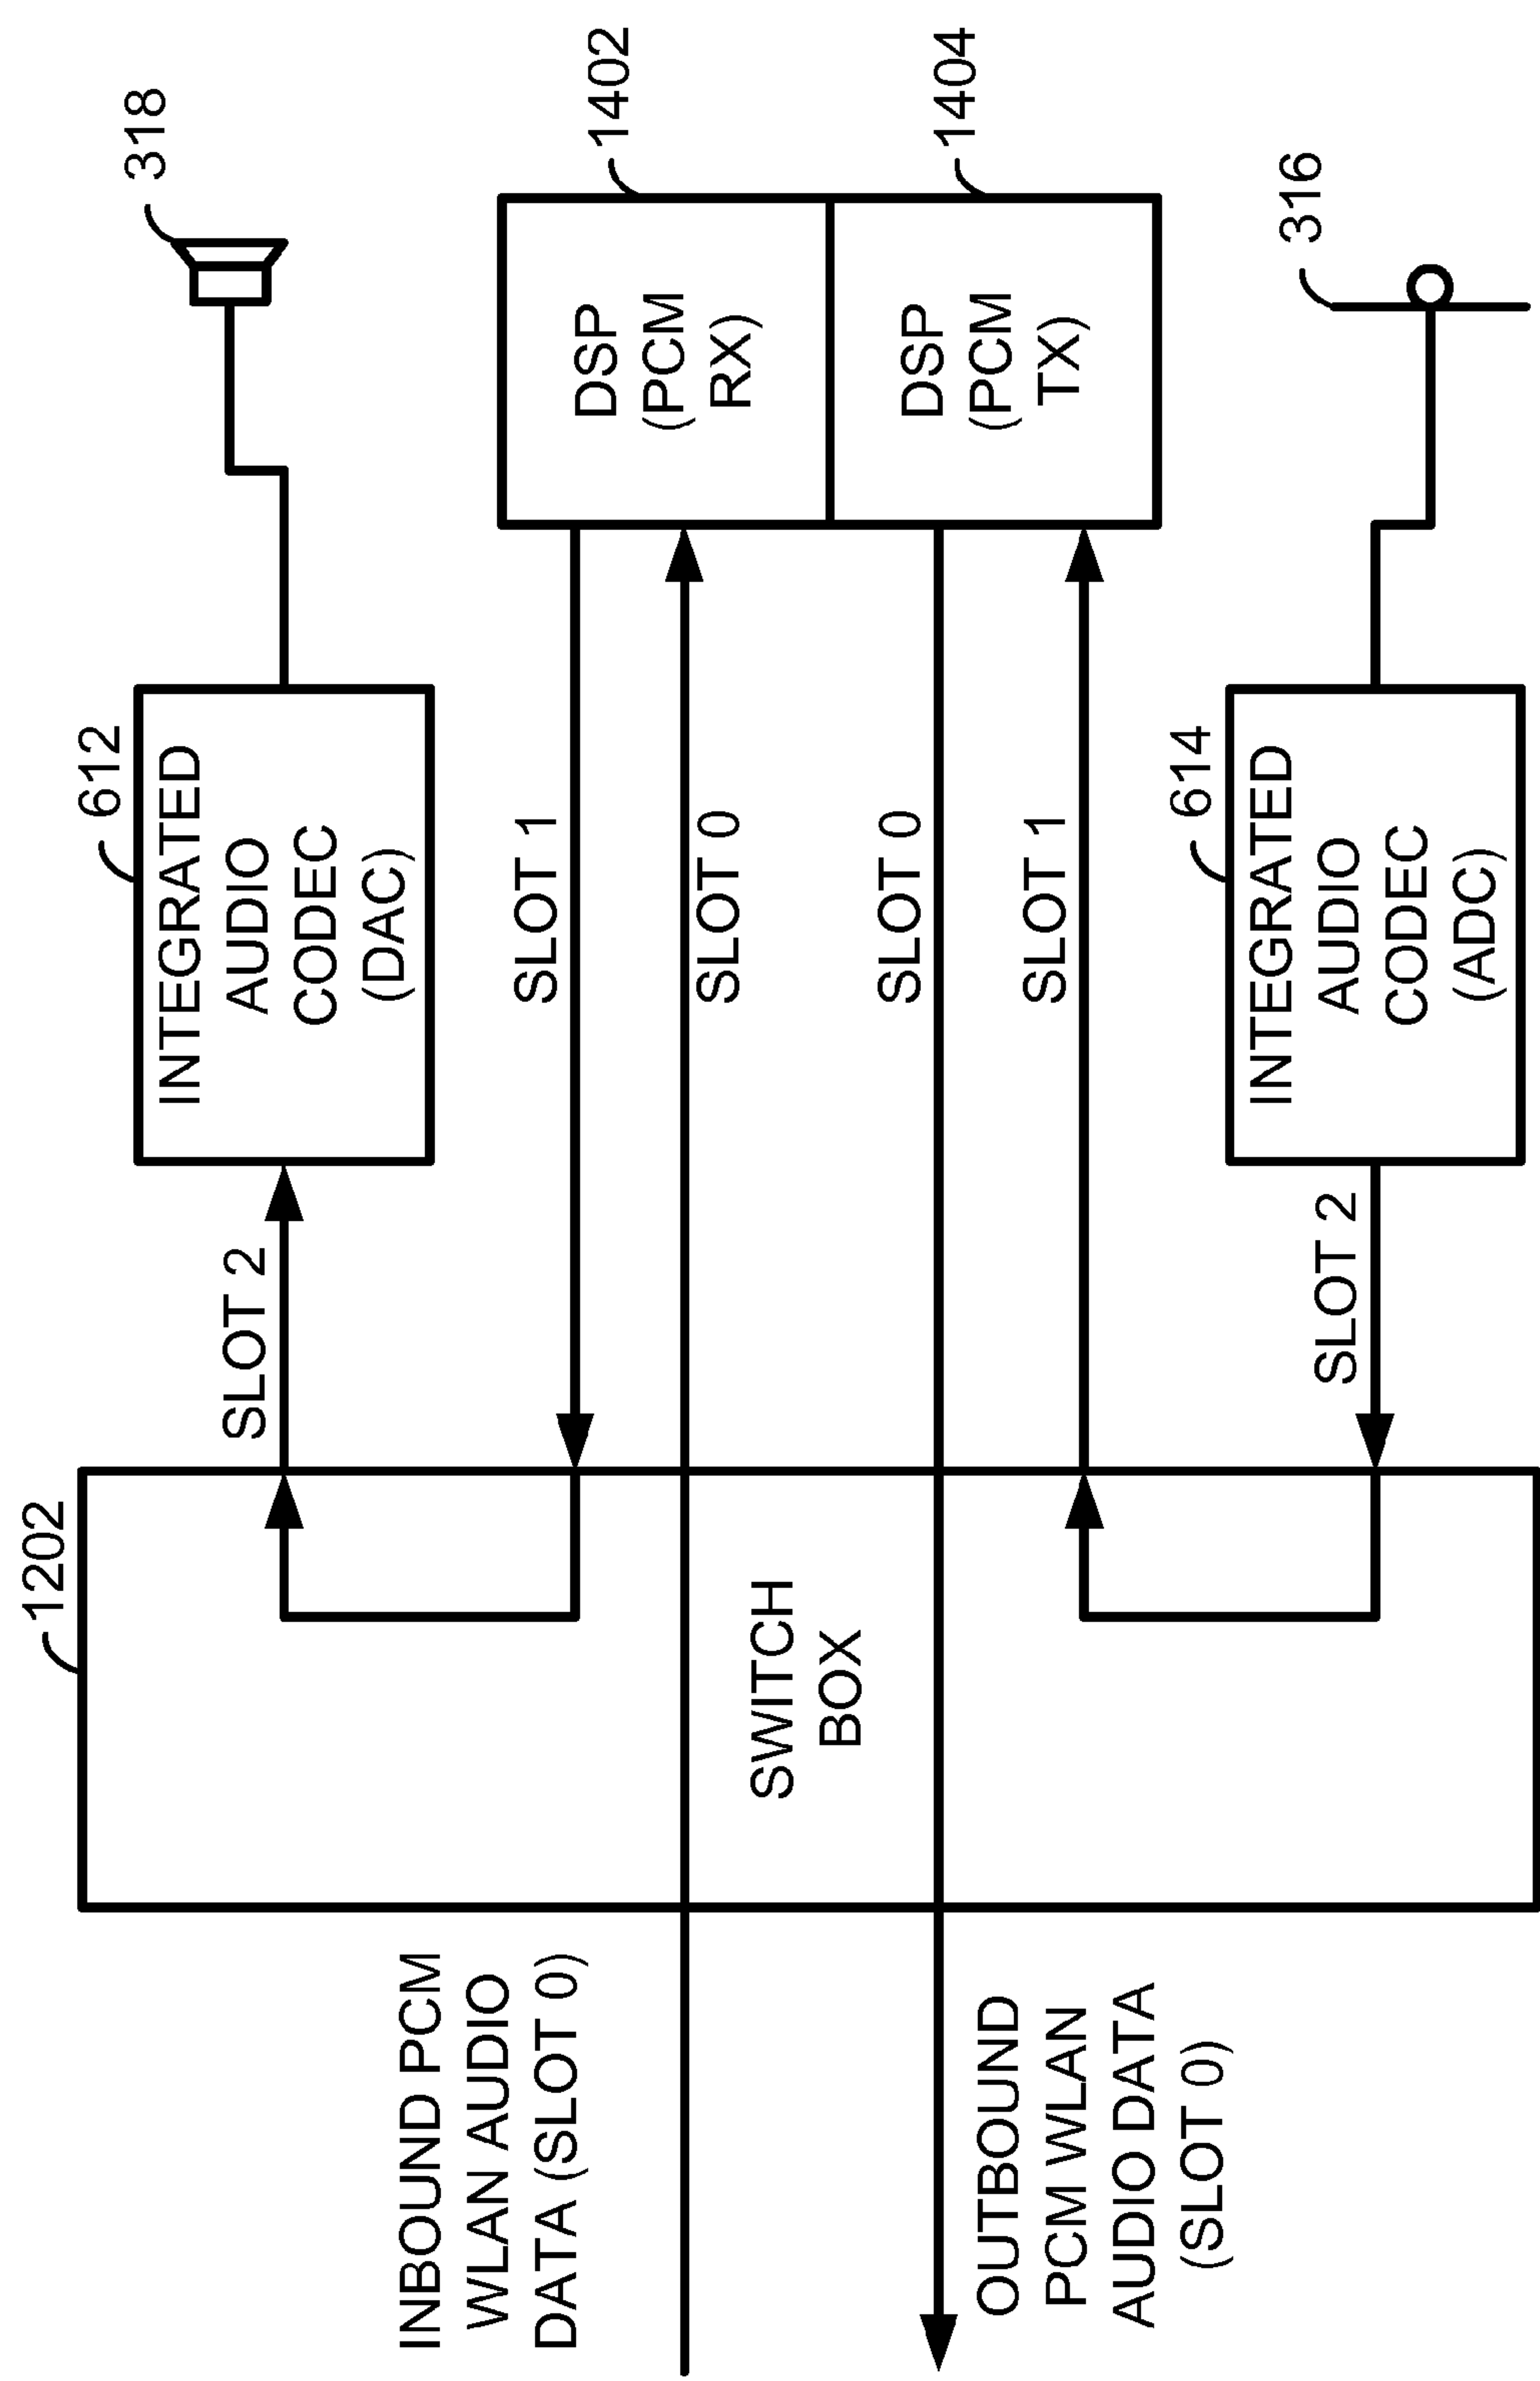 1202
SWITCH
BOX
INBOUND PCM
WLAN AUDIO
DATA (SLOT 0)
OUTBOUND
PCM WLAN
AUDIO DATA
(SLOT 0)
SLOT 2
612
INTEGRATED
AUDIO
CODEC
(DAC)
318
SLOT 1
SLOT 0
DSP
(PCM
RX)
1402
SLOT 0
SLOT 1
DSP
(PCM
TX)
1404
SLOT 2
614
INTEGRATED
AUDIO
CODEC
(ADC)
316